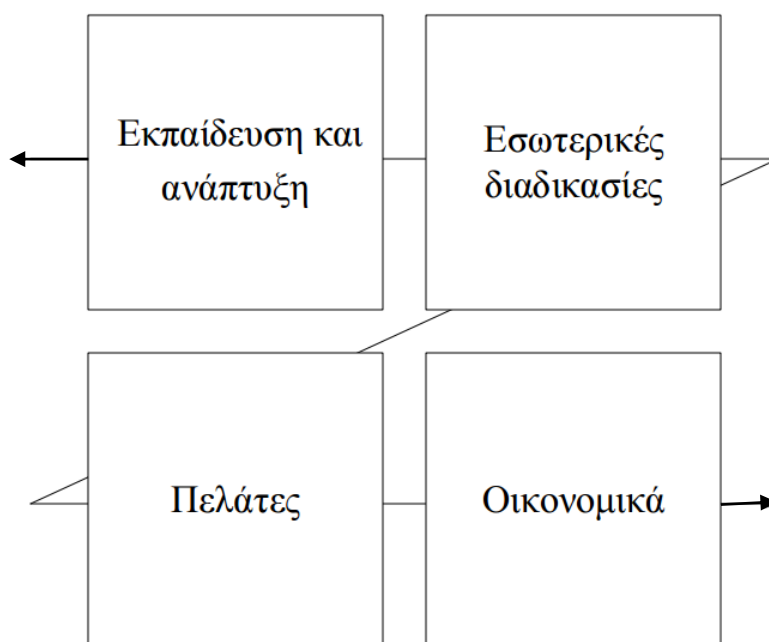 Εκπαίδευση και
ανάπτυξη
Εσωτερικές
διαδικασίες
Πελάτες
Οικονομικά